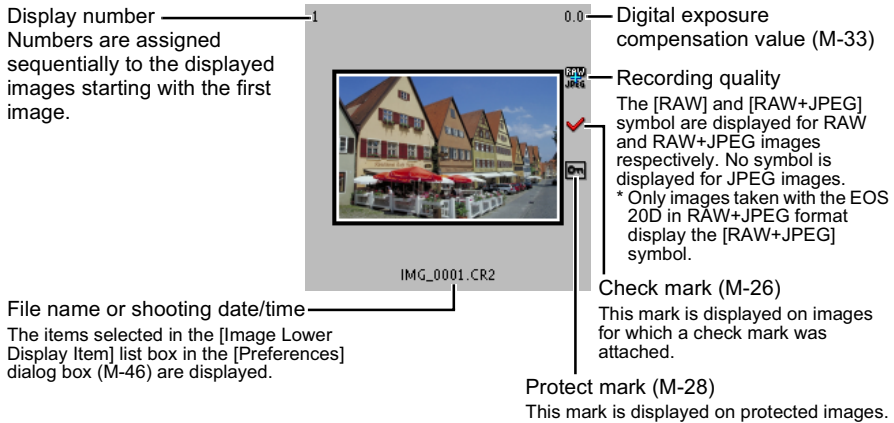 Display number
Numbers are assigned
sequentially to the displayed
images starting with the first
image.
1
0.0
Digital exposure
compensation value (M-33)
RAW
+
JPEG
Recording quality
The [RAW] and [RAW+JPEG]
symbol are displayed for RAW
and RAW+JPEG images
respectively. No symbol is
displayed for JPEG images.
* Only images taken with the EOS
20D in RAW+JPEG format
display the [RAW+JPEG]
symbol.
IMG_0001.CR2
Check mark (M-26)
This mark is displayed on images
for which a check mark was
attached.
File name or shooting date/time
The items selected in the [Image Lower
Display Item] list box in the [Preferences]
dialog box (M-46) are displayed.
Protect mark (M-28)
This mark is displayed on protected images.